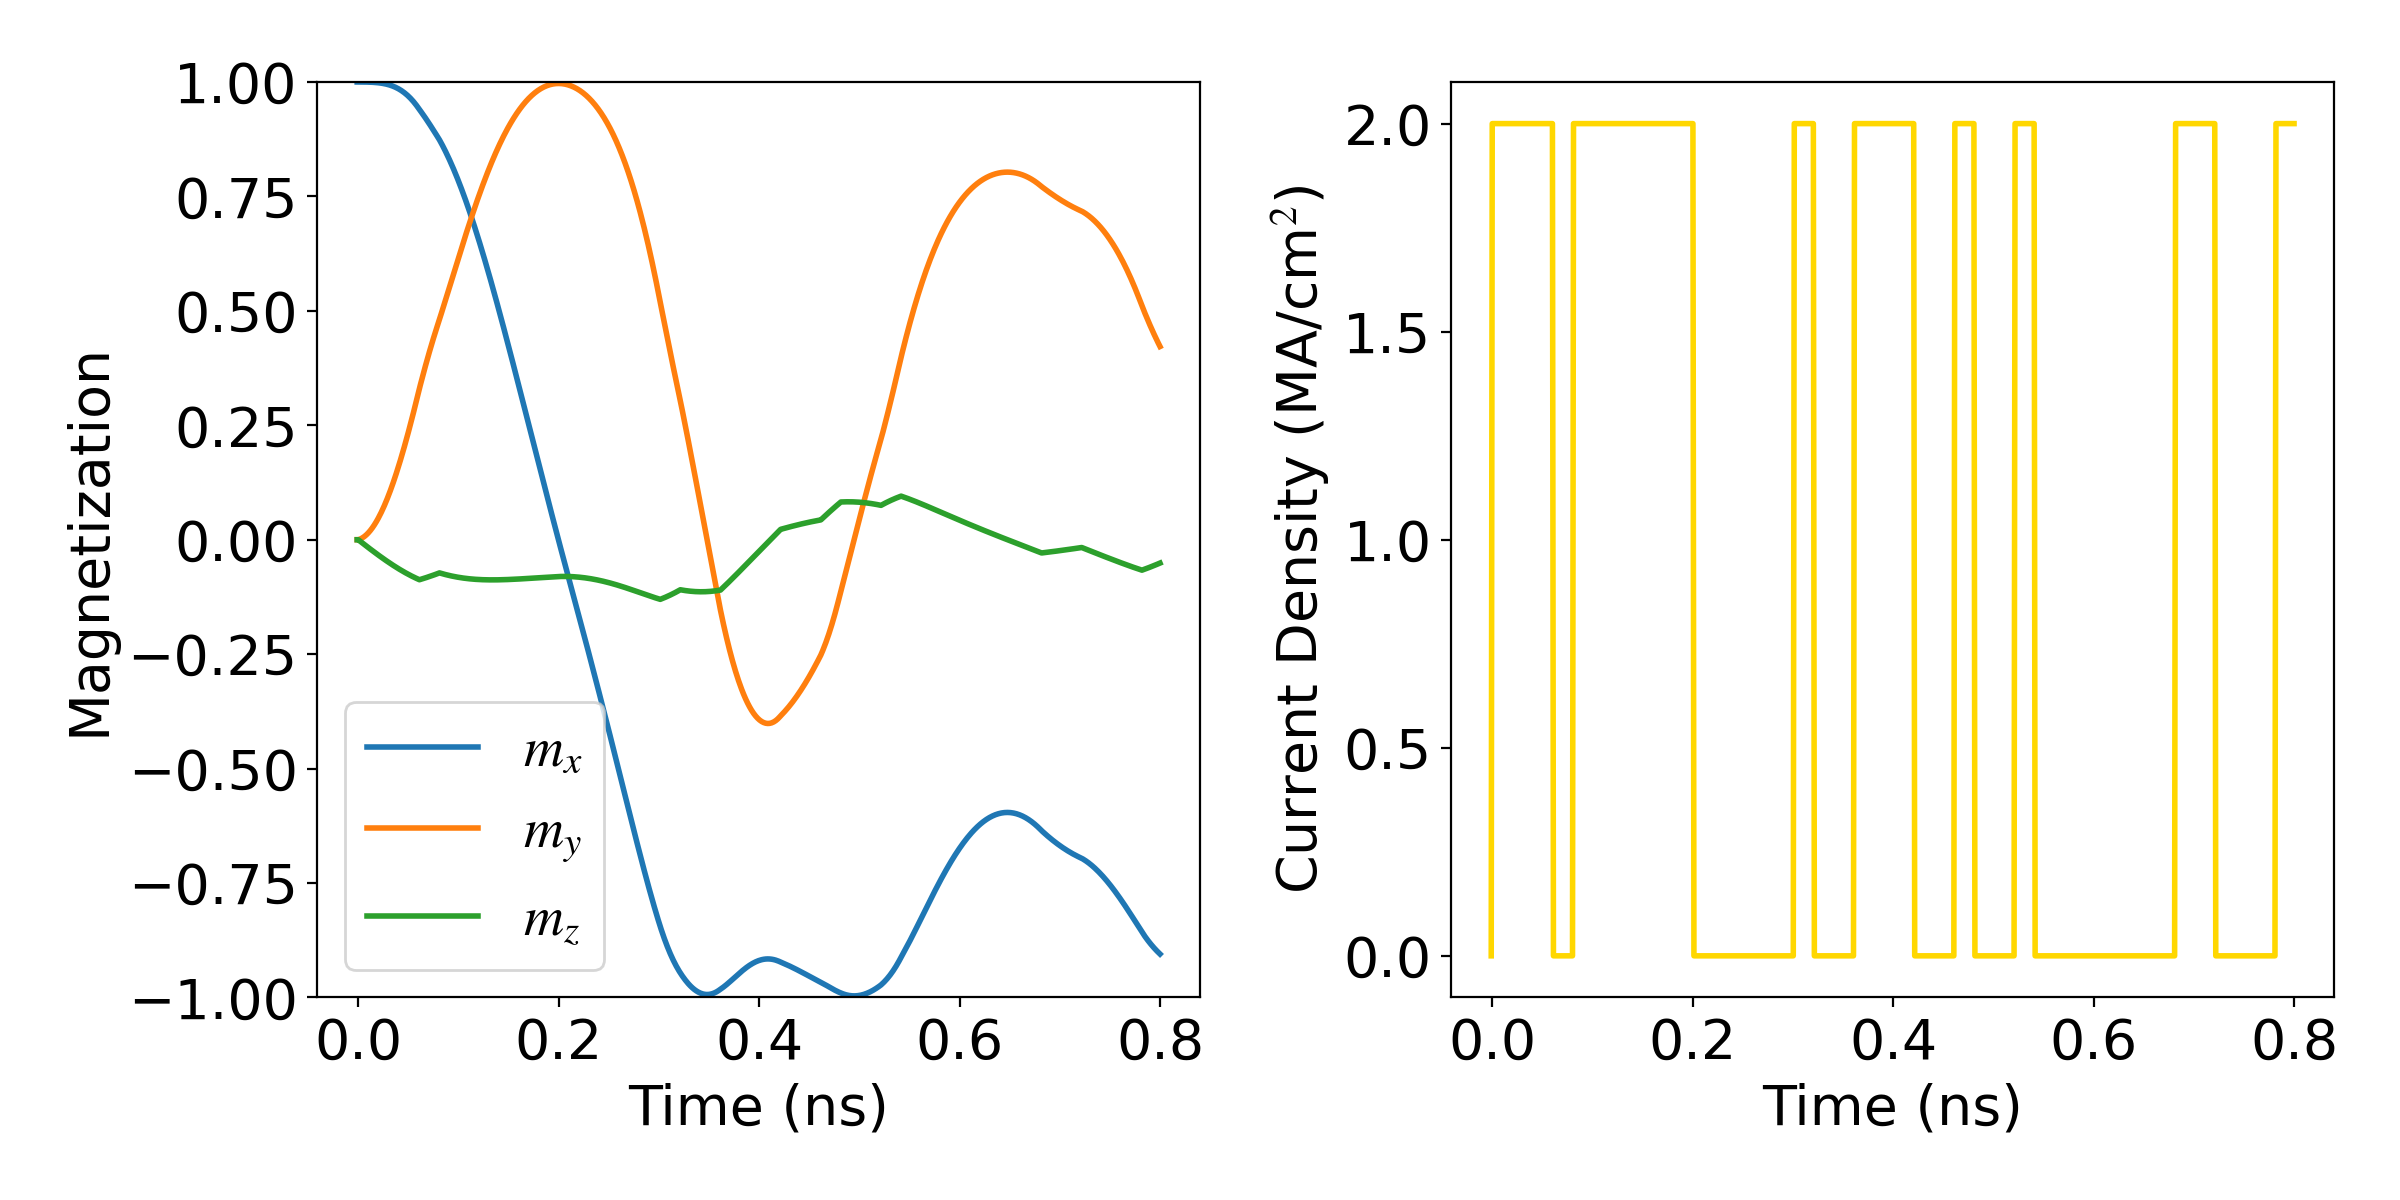 1.00
0.75
0.50
0.25
0.00
−0.25
−0.50
−0.75
−1.00
Magnetization
m_x
m_y
m_z
0.0 0.2 0.4 0.6 0.8
Time (ns)
2.0
1.5
1.0
0.5
0.0
Current Density (MA/cm²)
0.0 0.2 0.4 0.6 0.8
Time (ns)